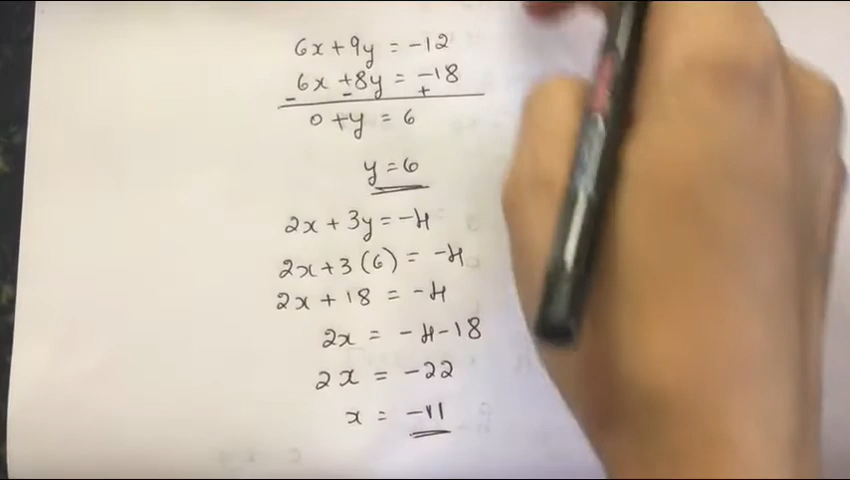 6x+9y = -12
6x +8y = -18
- - +
0 +y = 6
y = 6
2x + 3y = -4
2x+3(6) = -4
2x + 18 = -4
2x = -4-18
2x = -22
x = -11